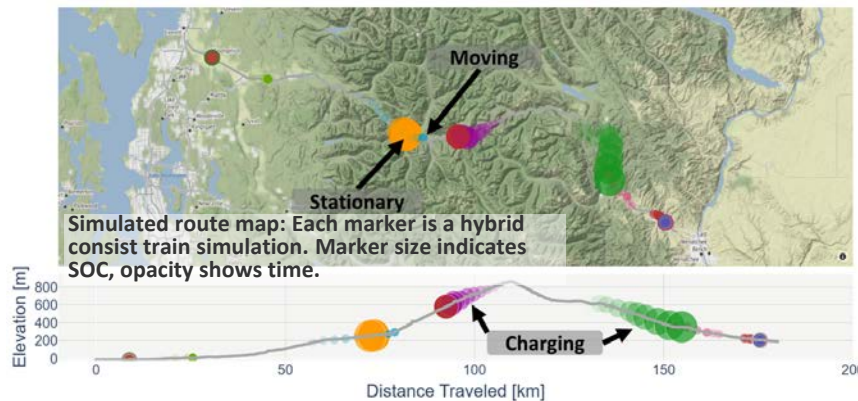 Moving
Stationary
Simulated route map: Each marker is a hybrid
consist train simulation. Marker size indicates
SOC, opacity shows time.
Elevation [m]
800
600
400
200
0
Charging
0
50
100
150
200
Distance Traveled [km]